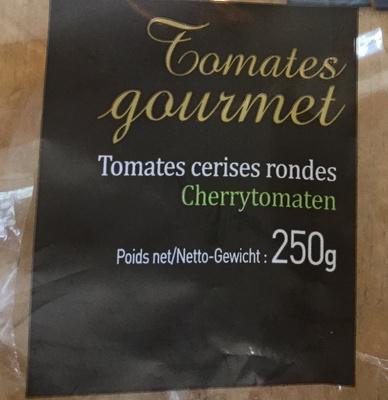 Tomates
gourmet
Tomates cerises rondes
Cherrytomaten
Poids net/Netto-Gewicht : 250g